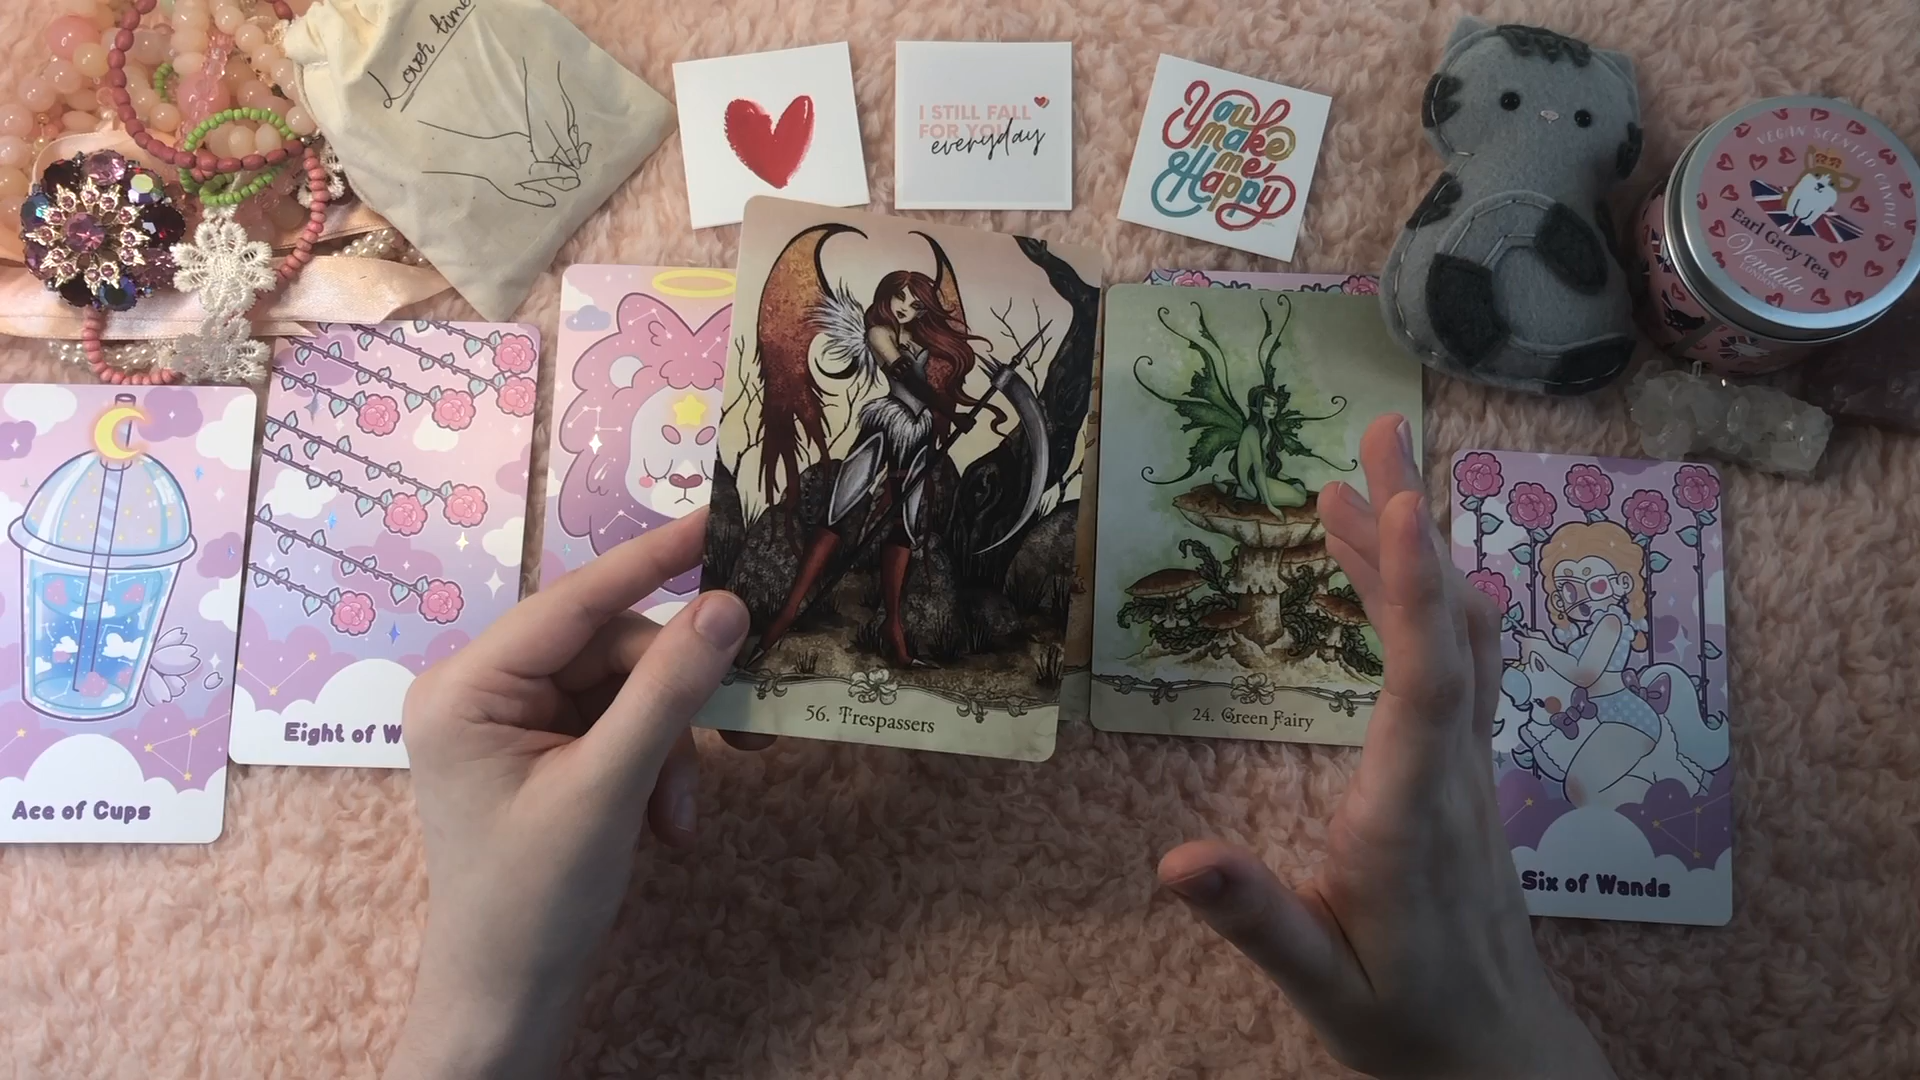 Lover time
I STILL FALL
FOR YOU
everyday
You
make
me
Happy
VEGAN SCENTED CANDLE
Earl Grey Tea
Vendula
LONDON
56. Trespassers
24. Green Fairy
Ace of Cups
Eight of W
Six of Wands